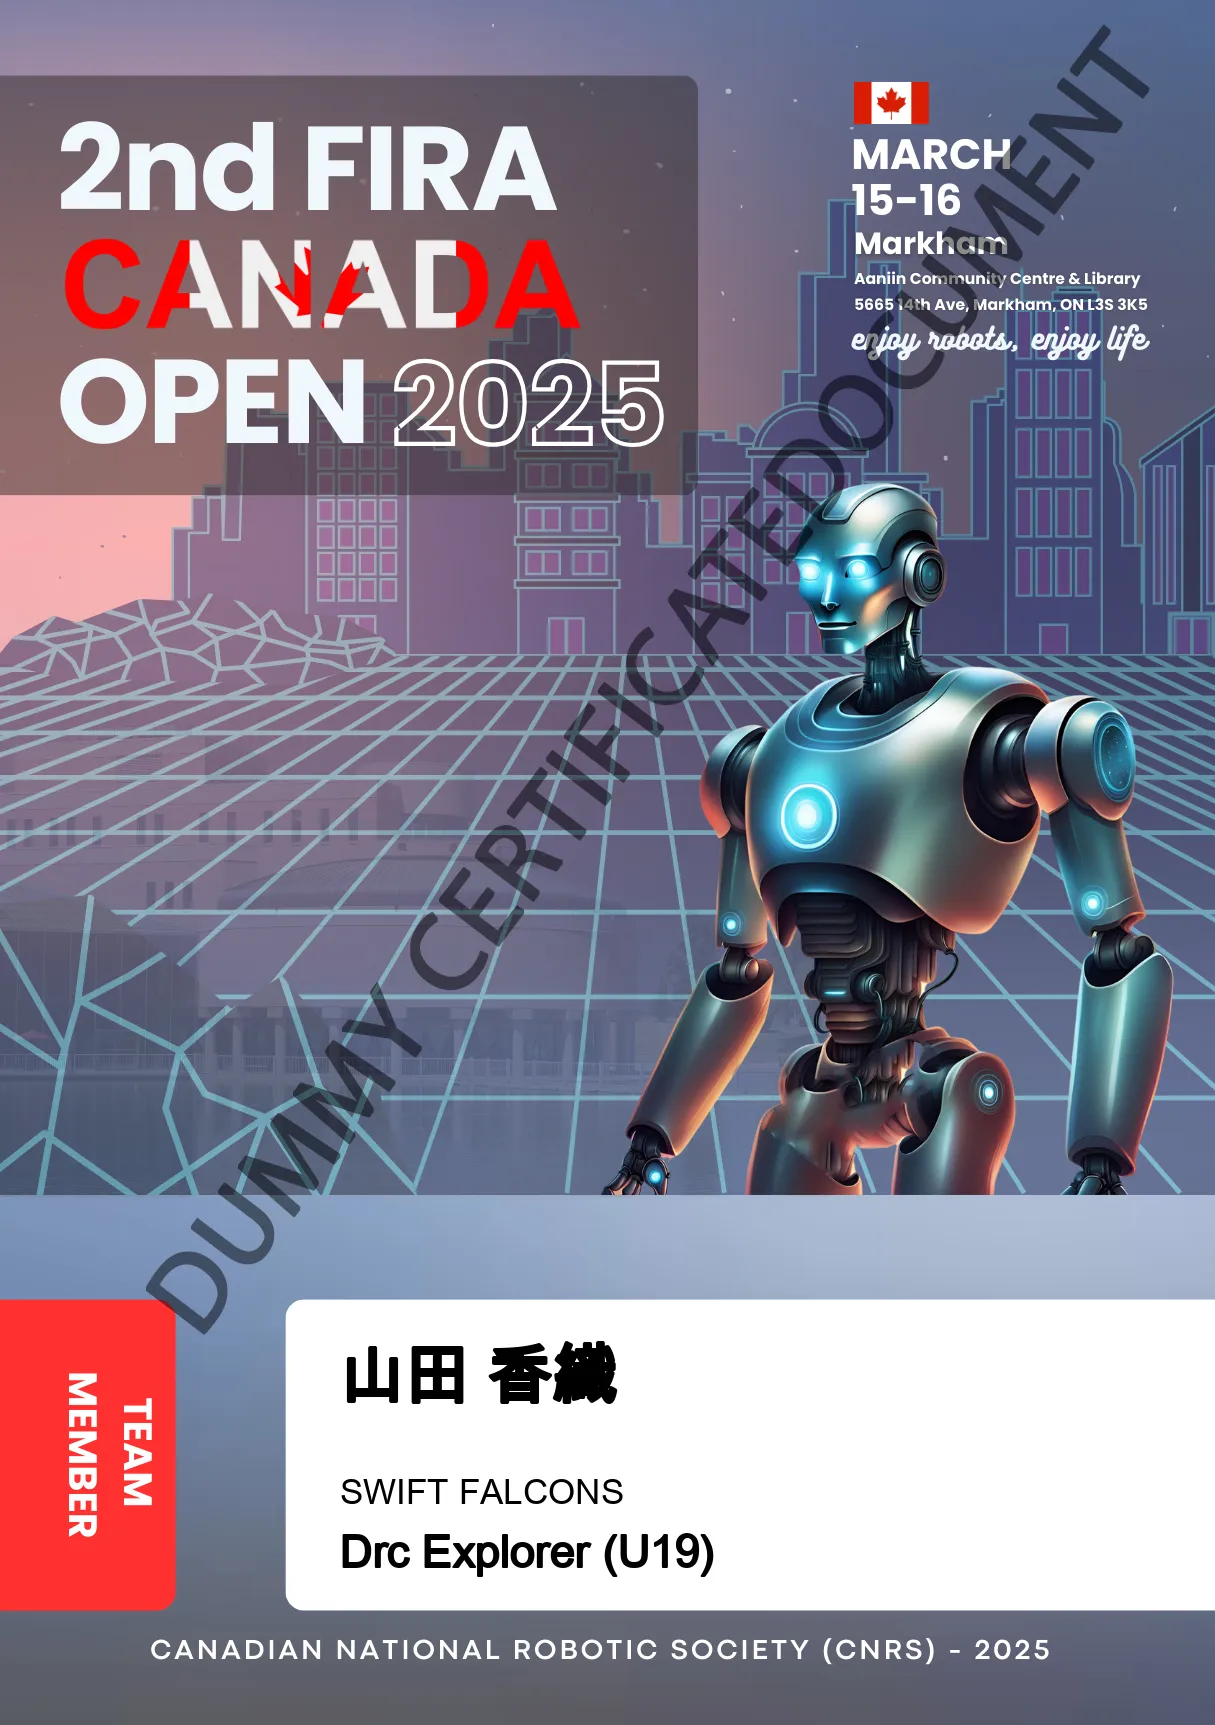 2nd FIRA
CANADA
OPEN 2025
MARCH
15-16
Markham
Aaniin Community Centre & Library
5665 14th Ave, Markham, ON L3S 3K5
enjoy robots, enjoy life
DUMMY CERTIFICATEDOCUMENT
TEAM
MEMBER
山田 香織
SWIFT FALCONS
Drc Explorer (U19)
CANADIAN NATIONAL ROBOTIC SOCIETY (CNRS) - 2025